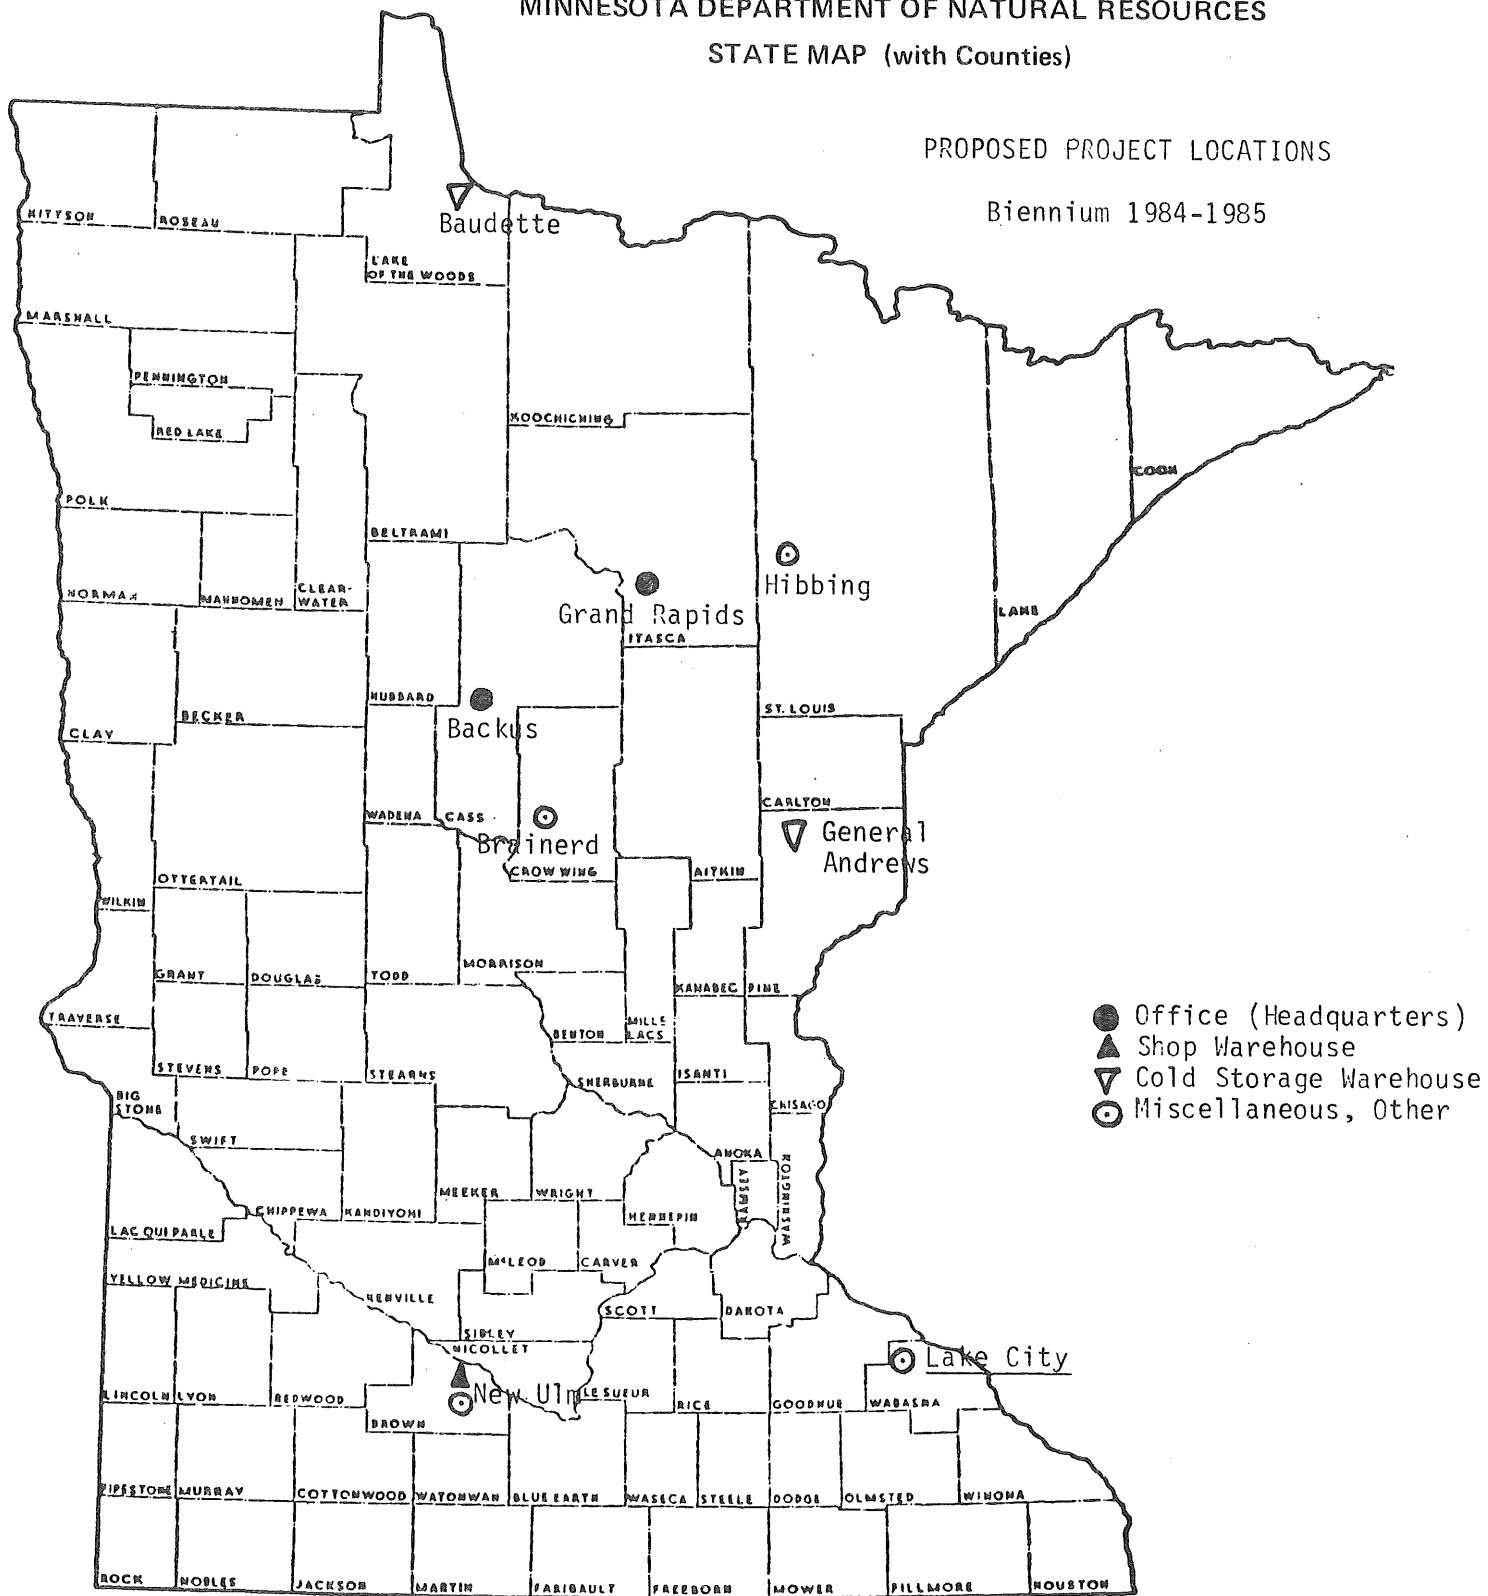 MINNESOTA DEPARTMENT OF NATURAL RESOURCES
STATE MAP (with Counties)
PROPOSED PROJECT LOCATIONS
Biennium 1984-1985
KITTSON
ROSEAU
Baudette
LAKE
OF THE WOODS
MARSHALL
PENNINGTON
RED LAKE
KOOCHICHING
COOK
POLK
BELTRAMI
NORMAN
MAHNOMEN
CLEAR-
WATER
Grand Rapids
Hibbing
ITASCA
LAKE
HUBBARD
Backus
ST. LOUIS
BECKER
CLAY
WADENA
CASS
Brainerd
CARLTON
General
Andrews
CROW WING
AITKIN
OTTERTAIL
WILKIN
GRANT
DOUGLAS
TODD
MORRISON
KANABEC
PINE
TRAVERSE
BENTON
MILLE
LACS
STEVENS
POPE
STEARNS
SHERBURNE
ISANTI
BIG
STONE
CHISAGO
SWIFT
ANOKA
RAMSEY
WASHINGTON
MEEKER
WRIGHT
CHIPPEWA
KANDIYOHI
HENNEPIN
LAC QUI PARLE
McLEOD
CARVER
YELLOW MEDICINE
RENVILLE
SCOTT
DAKOTA
SIBLEY
NICOLLET
Lake City
New Ulm
LINCOLN
LYON
REDWOOD
LE SUEUR
RICE
GOODHUE
WABASHA
BROWN
PIPESTONE
MURRAY
COTTONWOOD
WATONWAN
BLUE EARTH
WASECA
STEELE
DODGE
OLMSTED
WINONA
ROCK
NOBLES
JACKSON
MARTIN
FARIBAULT
FREEBORN
MOWER
FILLMORE
HOUSTON
Office (Headquarters)
Shop Warehouse
Cold Storage Warehouse
Miscellaneous, Other